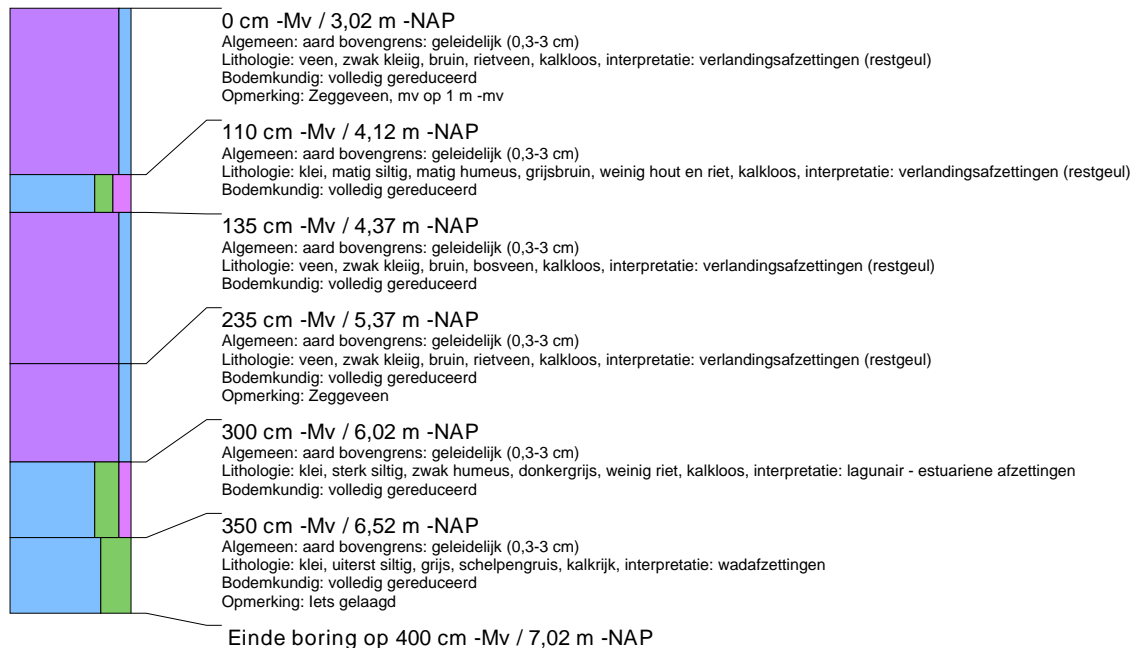 0 cm -Mv / 3,02 m -NAP
Algemeen: aard bovengrens: geleidelijk (0,3-3 cm)
Lithologie: veen, zwak kleiig, bruin, rietveen, kalkloos, interpretatie: verlandingsafzettingen (restgeul)
Bodemkundig: volledig gereduceerd
Opmerking: Zeggeveen, mv op 1 m -mv
110 cm -Mv / 4,12 m -NAP
Algemeen: aard bovengrens: geleidelijk (0,3-3 cm)
Lithologie: klei, matig siltig, matig humeus, grijsbruin, weinig hout en riet, kalkloos, interpretatie: verlandingsafzettingen (restgeul)
Bodemkundig: volledig gereduceerd
135 cm -Mv / 4,37 m -NAP
Algemeen: aard bovengrens: geleidelijk (0,3-3 cm)
Lithologie: veen, zwak kleiig, bruin, bosveen, kalkloos, interpretatie: verlandingsafzettingen (restgeul)
Bodemkundig: volledig gereduceerd
235 cm -Mv / 5,37 m -NAP
Algemeen: aard bovengrens: geleidelijk (0,3-3 cm)
Lithologie: veen, zwak kleiig, bruin, rietveen, kalkloos, interpretatie: verlandingsafzettingen (restgeul)
Bodemkundig: volledig gereduceerd
Opmerking: Zeggeveen
300 cm -Mv / 6,02 m -NAP
Algemeen: aard bovengrens: geleidelijk (0,3-3 cm)
Lithologie: klei, sterk siltig, zwak humeus, donkergrijs, weinig riet, kalkloos, interpretatie: lagunair - estuariene afzettingen
Bodemkundig: volledig gereduceerd
350 cm -Mv / 6,52 m -NAP
Algemeen: aard bovengrens: geleidelijk (0,3-3 cm)
Lithologie: klei, uiterst siltig, grijs, schelpengruis, kalkrijk, interpretatie: wadafzettingen
Bodemkundig: volledig gereduceerd
Opmerking: Iets gelaagd
Einde boring op 400 cm -Mv / 7,02 m -NAP